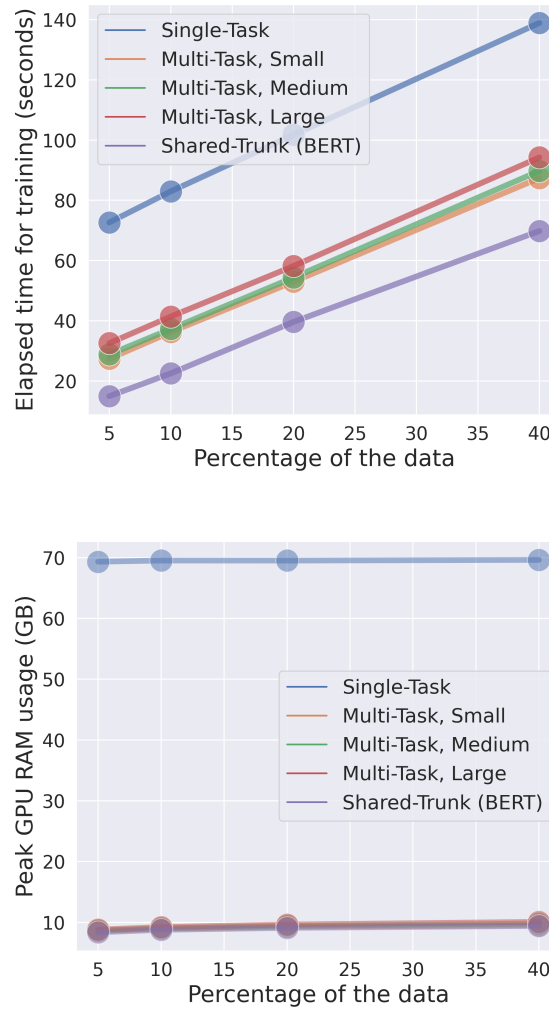 140
120
100
80
60
40
20
Elapsed time for training (seconds)
Single-Task
Multi-Task, Small
Multi-Task, Medium
Multi-Task, Large
Shared-Trunk (BERT)
5 10 15 20 25 30 35 40
Percentage of the data
70
60
50
40
30
20
10
Peak GPU RAM usage (GB)
Single-Task
Multi-Task, Small
Multi-Task, Medium
Multi-Task, Large
Shared-Trunk (BERT)
5 10 15 20 25 30 35 40
Percentage of the data